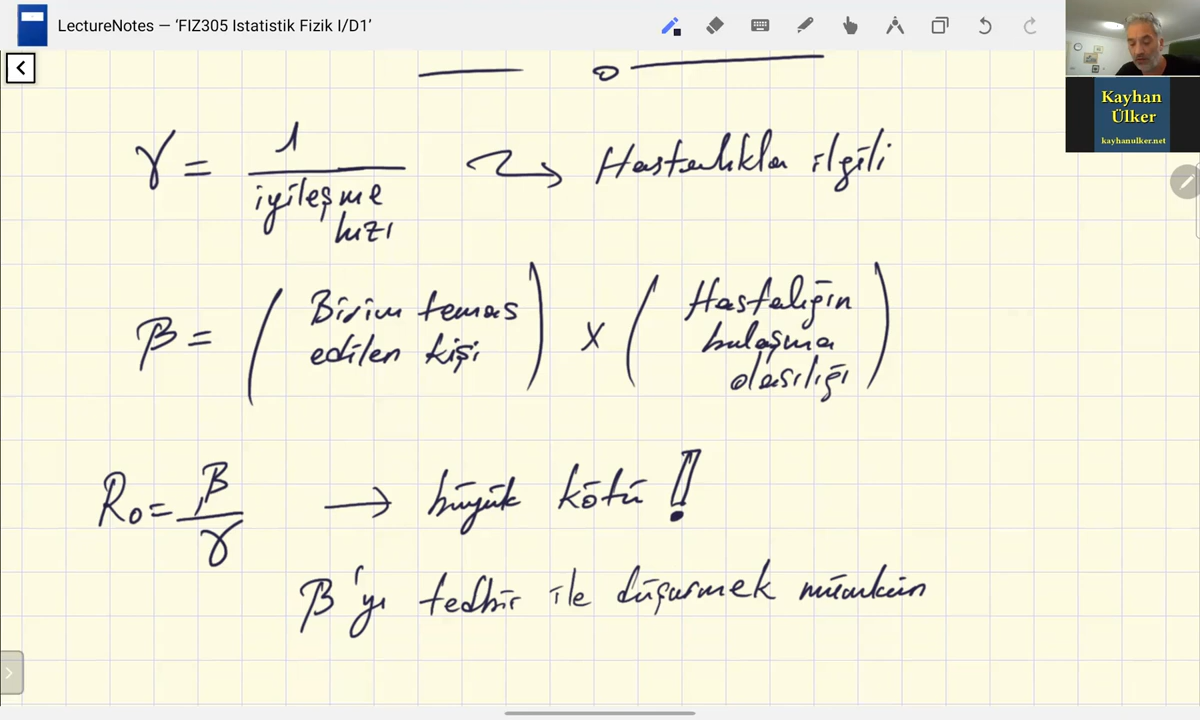 LectureNotes — ‘FIZ305 Istatistik Fizik I/D1’
Kayhan
Ülker
kayhanulker.net
γ = 1 / iyileşme hızı → Hastalıkla ilgili
β = ( Birim temas edilen kişi ) x ( Hastalığın bulaşma olasılığı )
R₀ = β / γ → büyük kötü !!
β'yı tedbir ile düşürmek mümkün